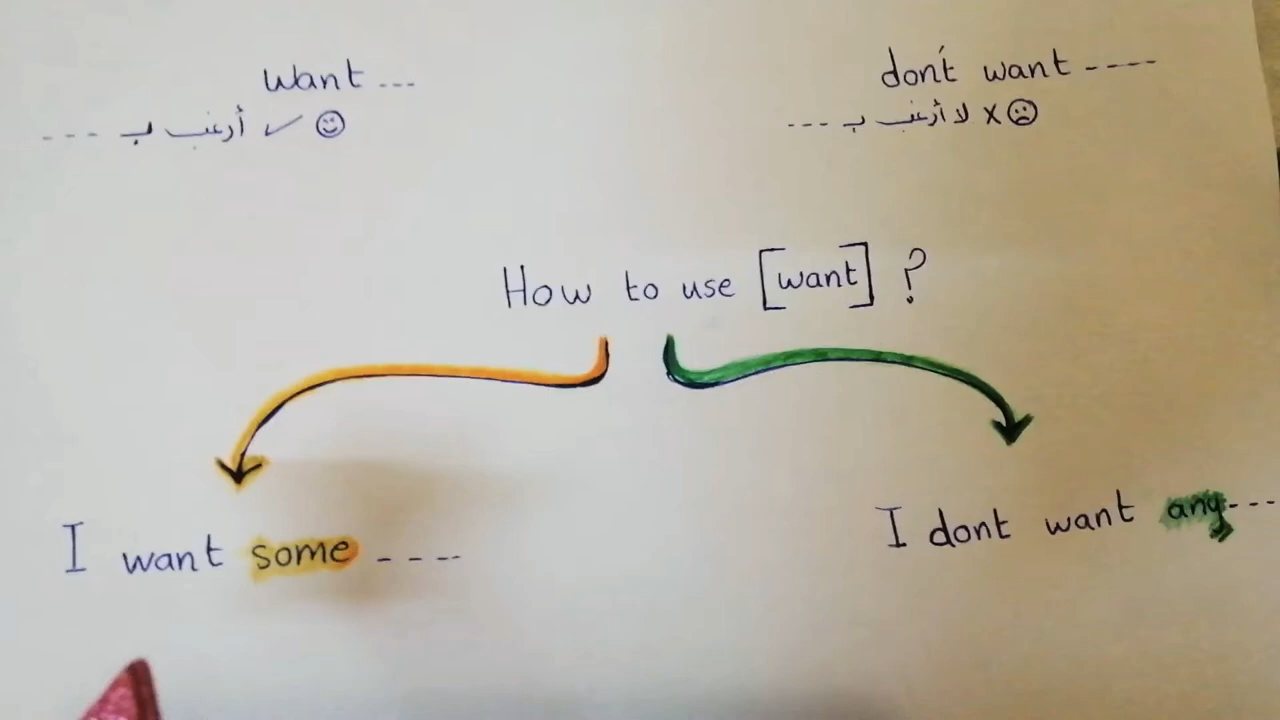 Want ...
أرغب بـ ---
don't want ----
لا أرغب بـ ---
How to use [want] ?
I want some ----
I dont want any---